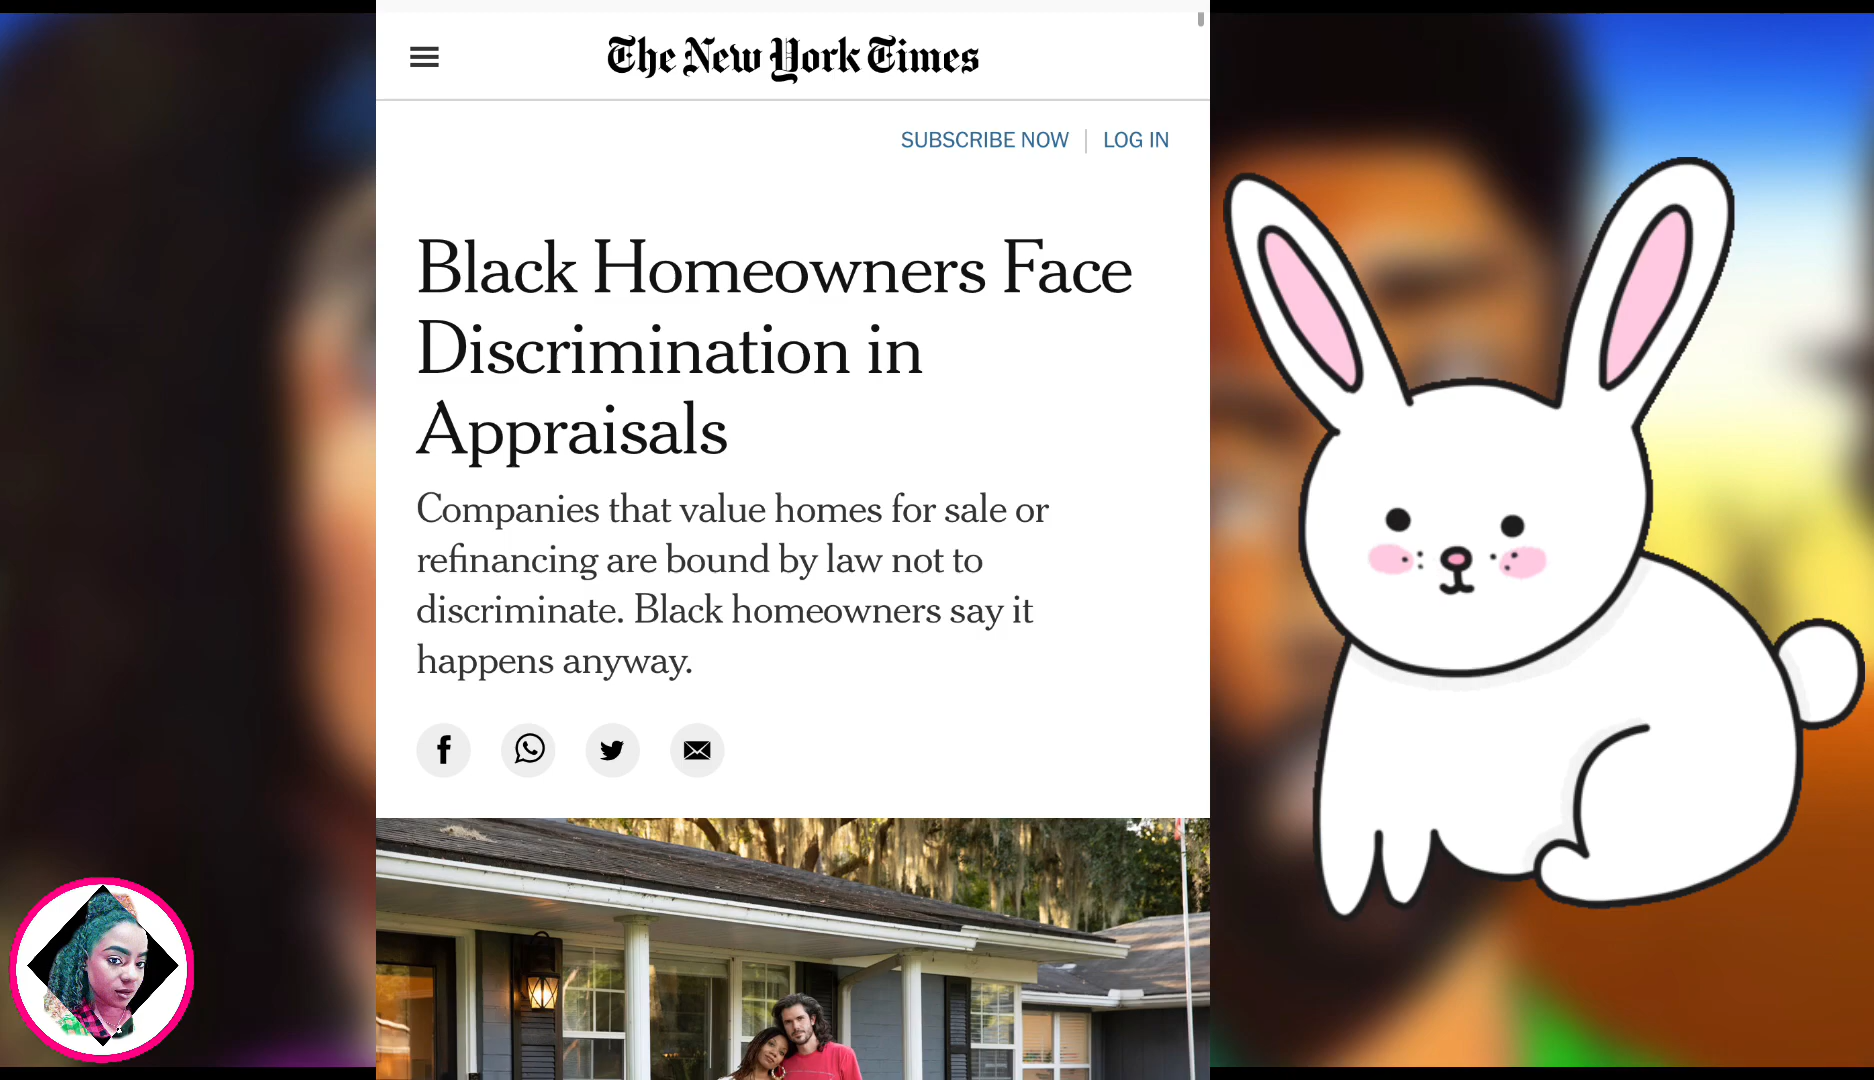 The New York Times
SUBSCRIBE NOW | LOG IN
Black Homeowners Face
Discrimination in
Appraisals
Companies that value homes for sale or
refinancing are bound by law not to
discriminate. Black homeowners say it
happens anyway.